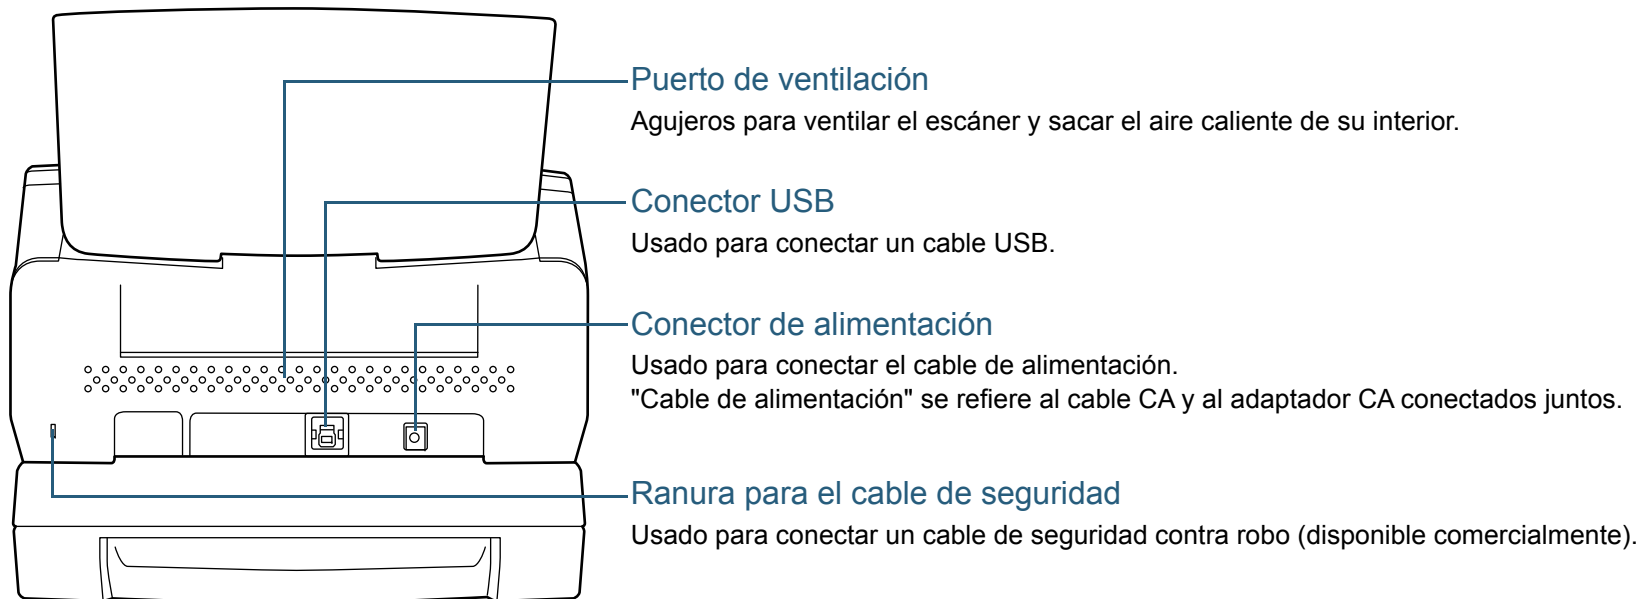 Puerto de ventilación
Agujeros para ventilar el escáner y sacar el aire caliente de su interior.
Conector USB
Usado para conectar un cable USB.
Conector de alimentación
Usado para conectar el cable de alimentación.
"Cable de alimentación" se refiere al cable CA y al adaptador CA conectados juntos.
Ranura para el cable de seguridad
Usado para conectar un cable de seguridad contra robo (disponible comercialmente).